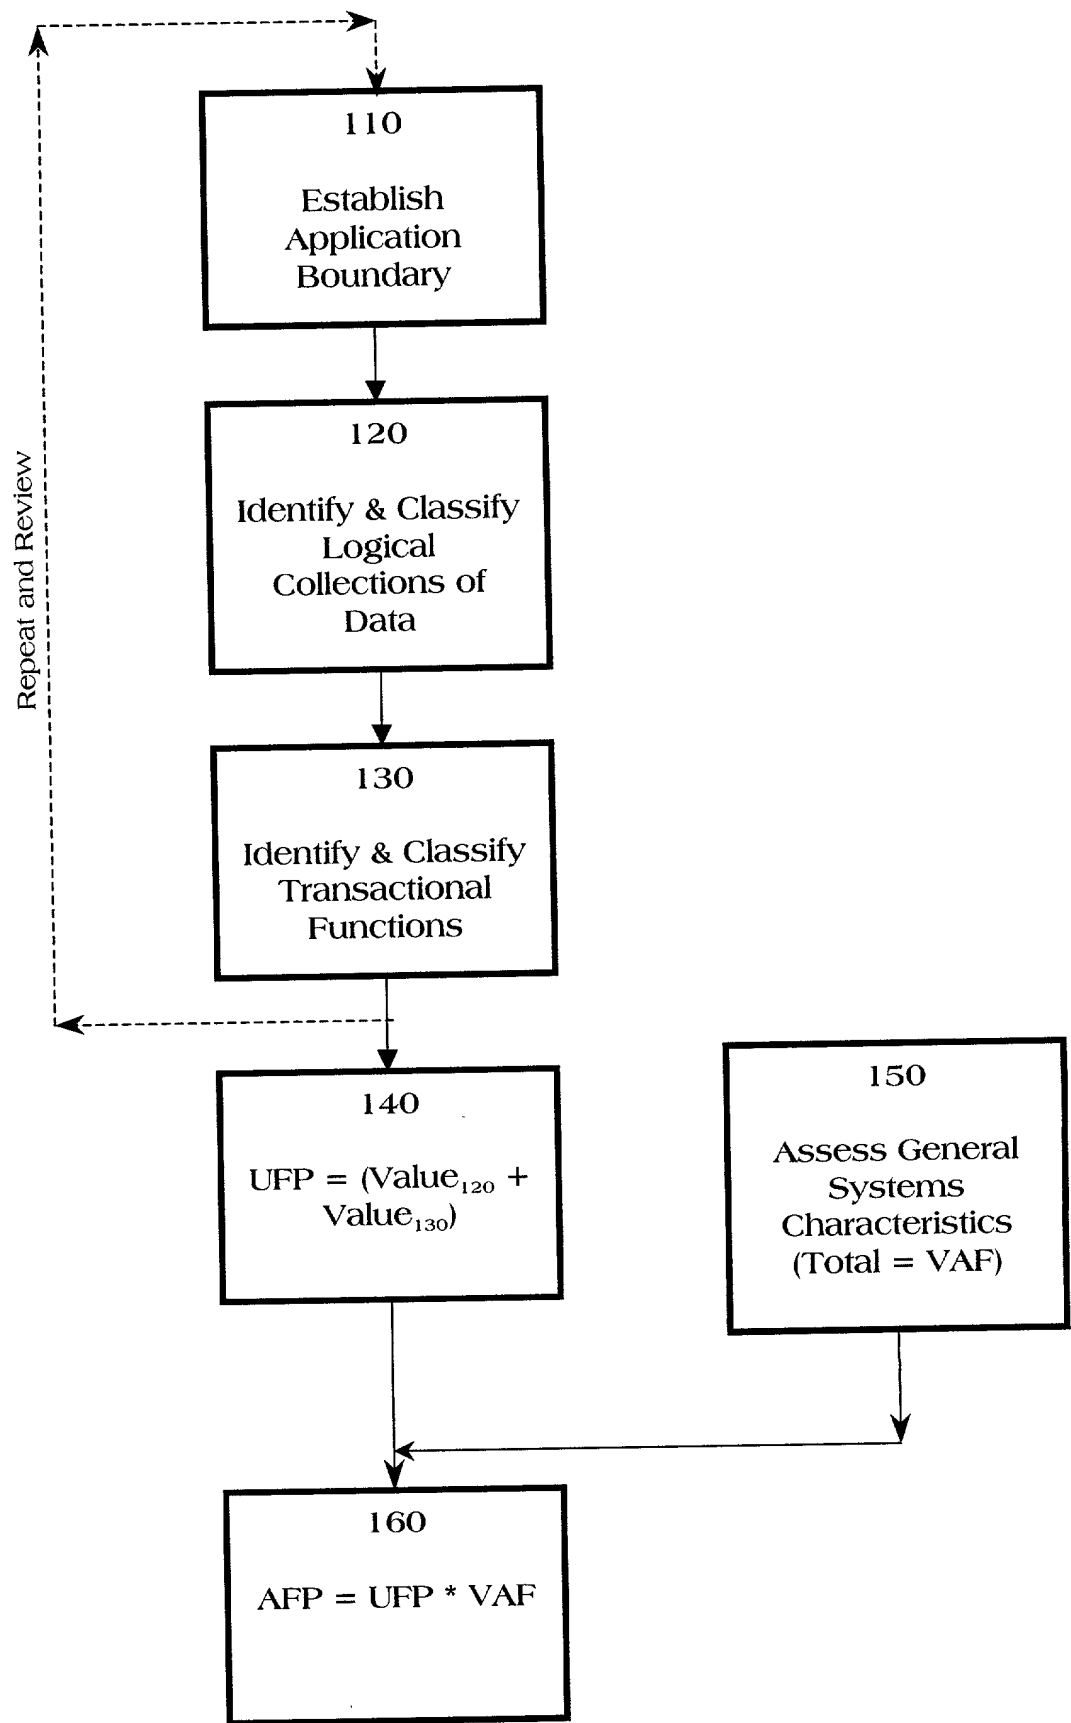 110
Establish
Application
Boundary
120
Identify & Classify
Logical
Collections of
Data
Repeat and Review
130
Identify & Classify
Transactional
Functions
140
UFP = (Value₁₂₀ +
Value₁₃₀)
150
Assess General
Systems
Characteristics
(Total = VAF)
160
AFP = UFP * VAF